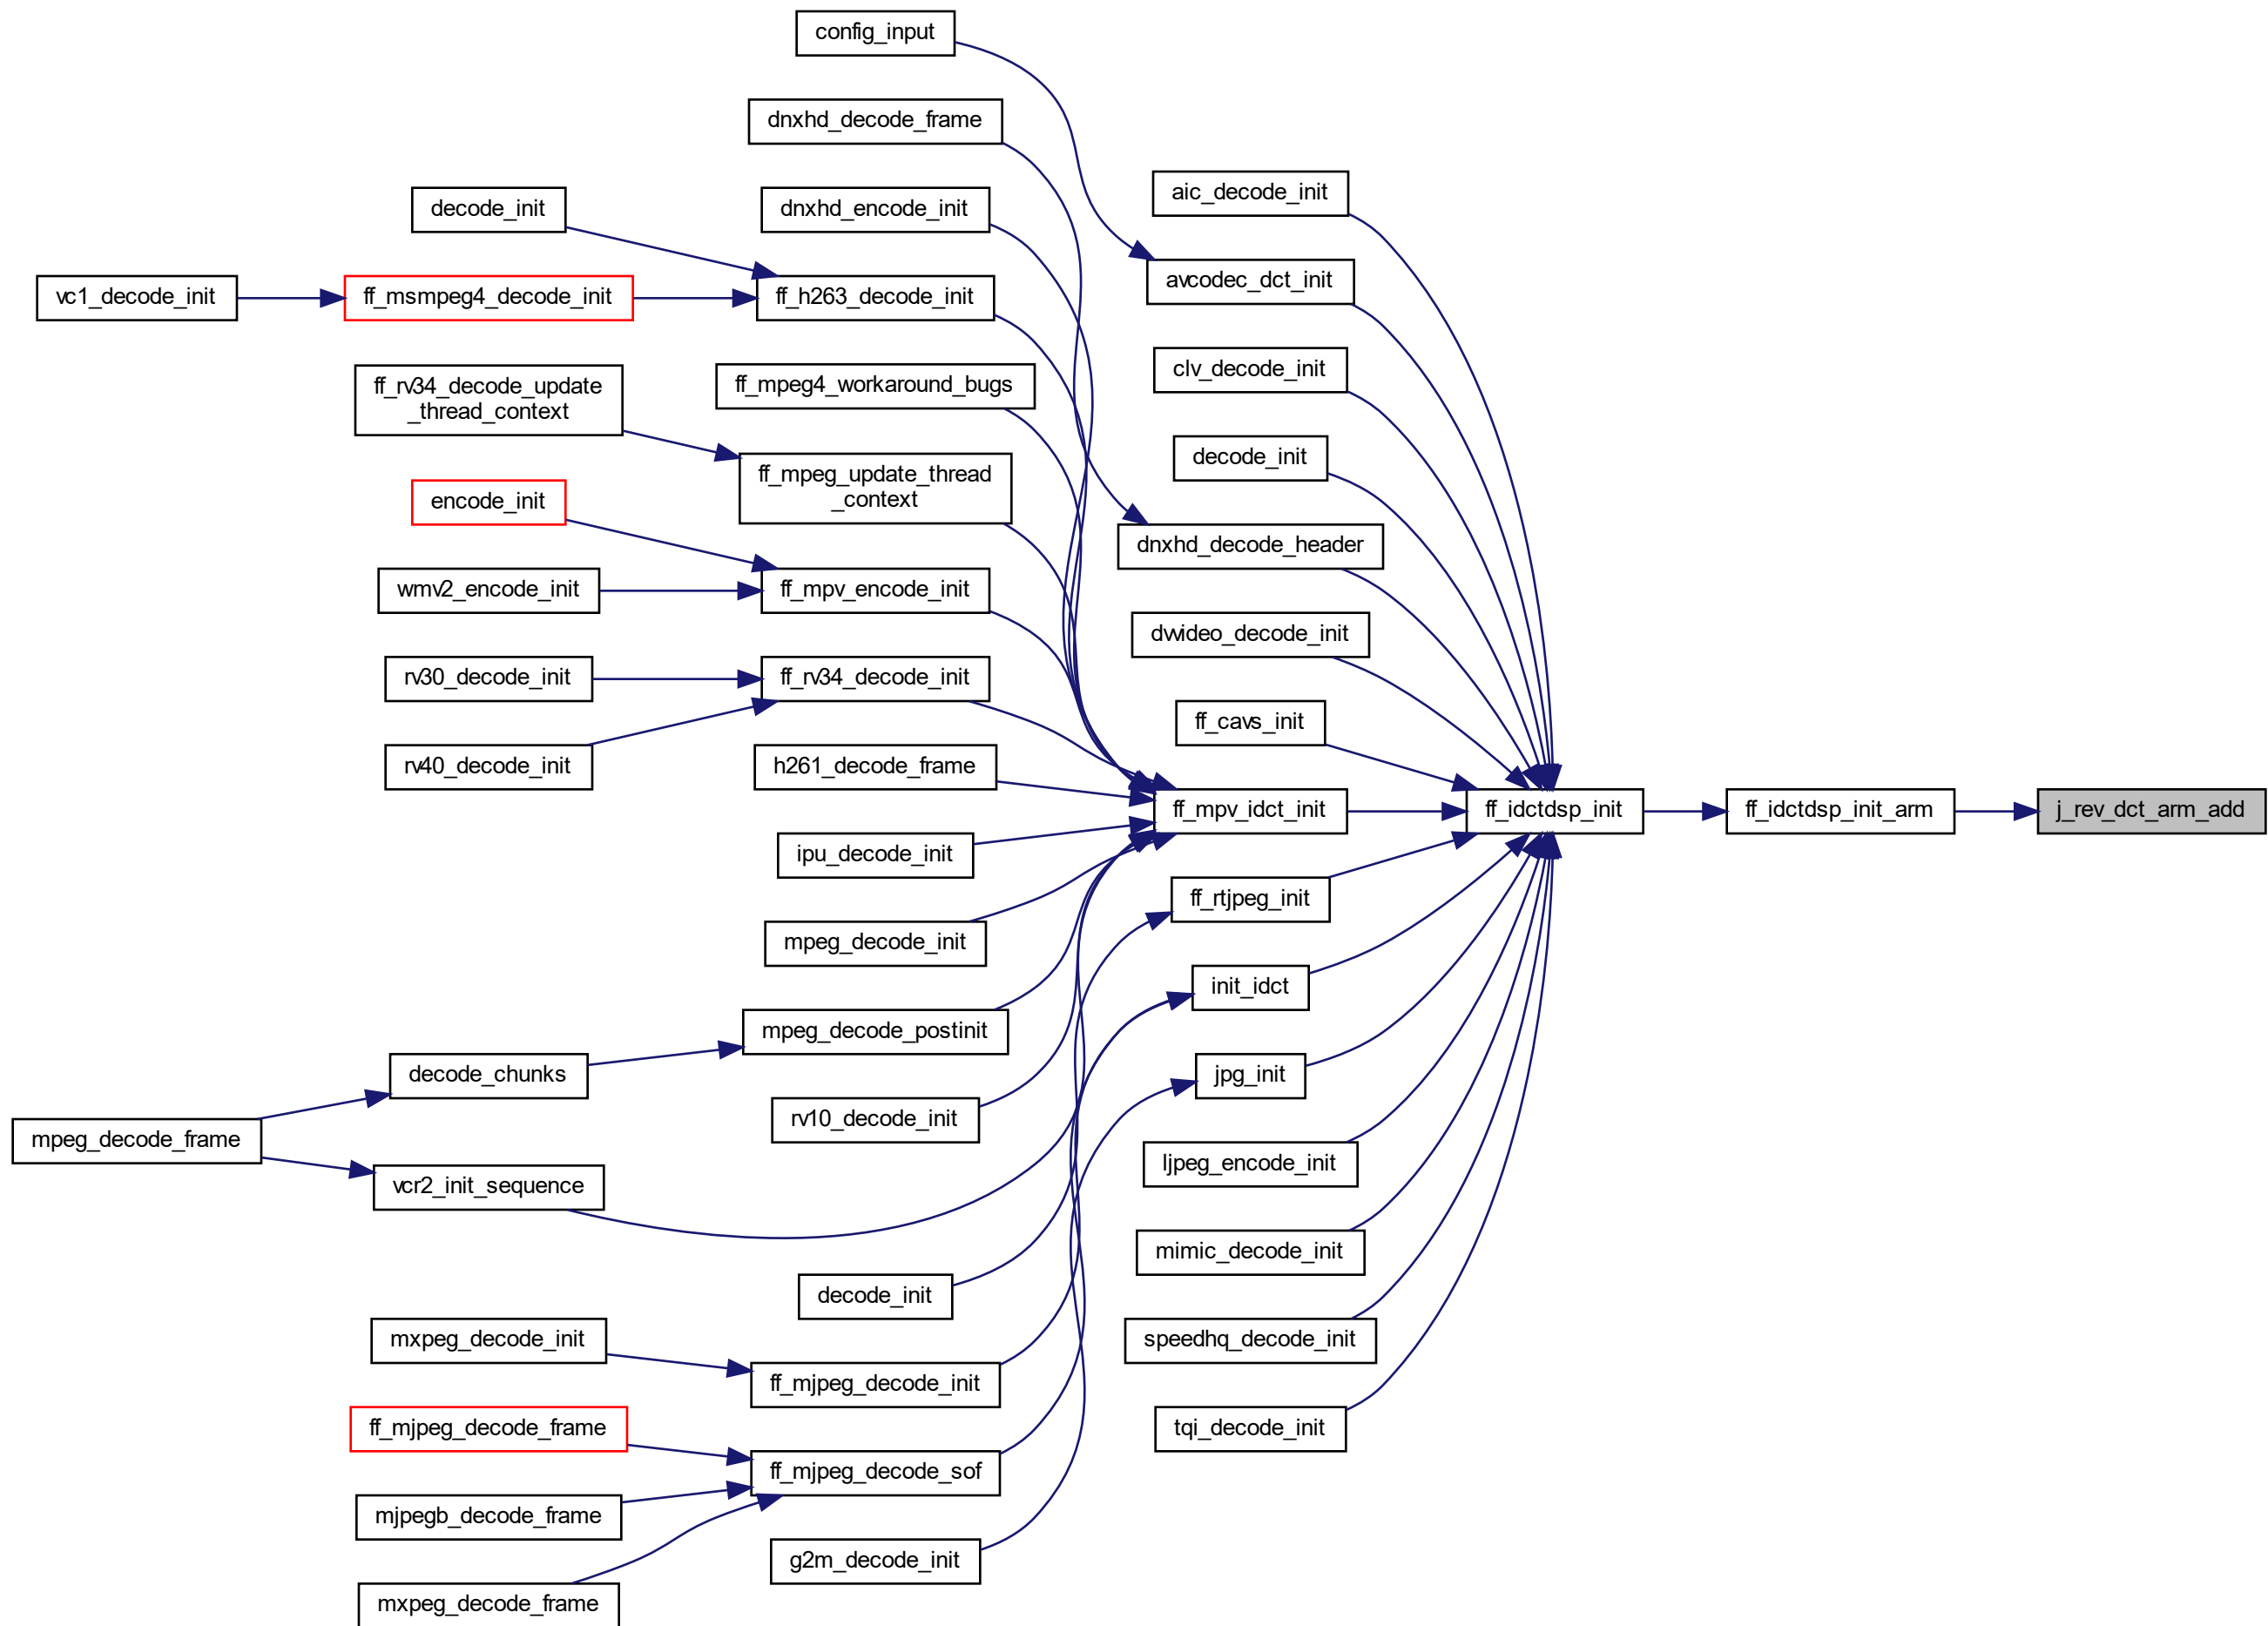 config_input
dnxhd_decode_frame
aic_decode_init
decode_init
dnxhd_encode_init
avcodec_dct_init
vc1_decode_init
ff_msmpeg4_decode_init
ff_h263_decode_init
clv_decode_init
ff_rv34_decode_update
_thread_context
ff_mpeg4_workaround_bugs
decode_init
ff_mpeg_update_thread
_context
encode_init
dnxhd_decode_header
wmv2_encode_init
ff_mpv_encode_init
dwideo_decode_init
rv30_decode_init
ff_rv34_decode_init
ff_cavs_init
rv40_decode_init
h261_decode_frame
ff_mpv_idct_init
ff_idctdsp_init
ff_idctdsp_init_arm
j_rev_dct_arm_add
ipu_decode_init
ff_rtjpeg_init
mpeg_decode_init
init_idct
mpeg_decode_postinit
decode_chunks
jpg_init
rv10_decode_init
mpeg_decode_frame
ljpeg_encode_init
vcr2_init_sequence
mimic_decode_init
decode_init
mxpeg_decode_init
speedhq_decode_init
ff_mjpeg_decode_init
ff_mjpeg_decode_frame
tqi_decode_init
ff_mjpeg_decode_sof
mjpegb_decode_frame
g2m_decode_init
mxpeg_decode_frame